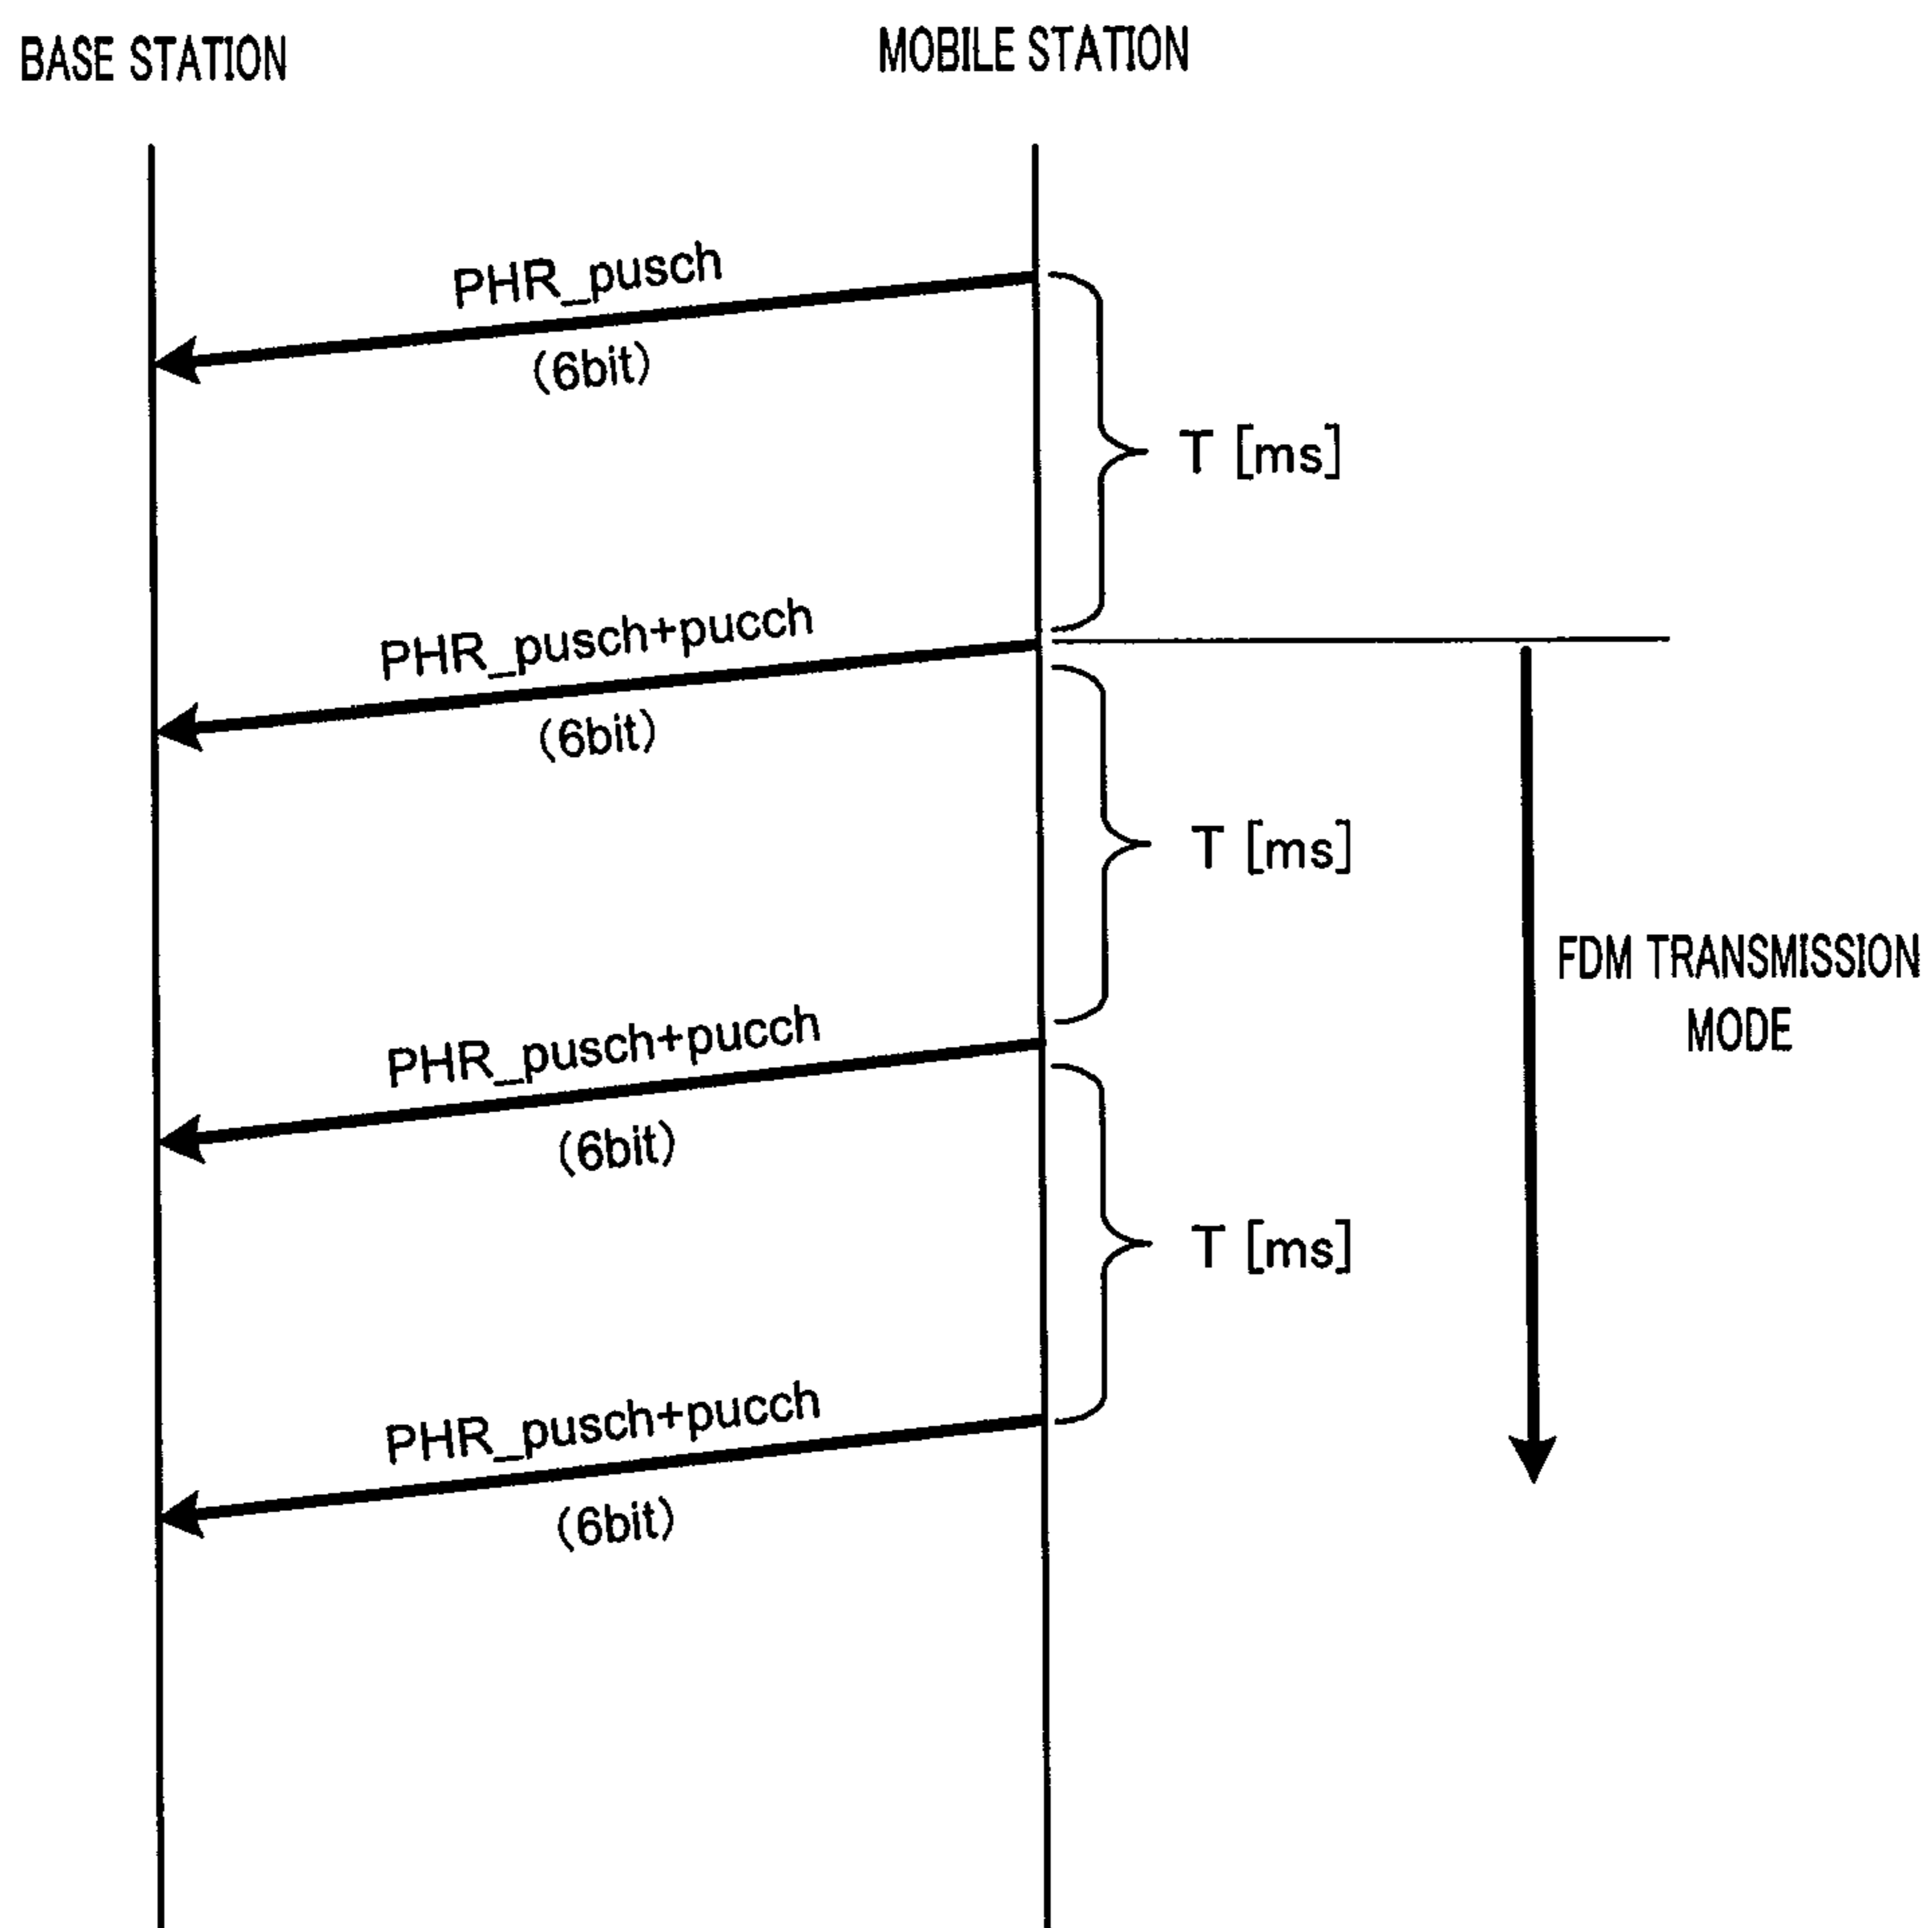 BASE STATION
MOBILE STATION
PHR_pusch
(6bit)
T [ms]
PHR_pusch+pucch
(6bit)
T [ms]
FDM TRANSMISSION
MODE
PHR_pusch+pucch
(6bit)
T [ms]
PHR_pusch+pucch
(6bit)